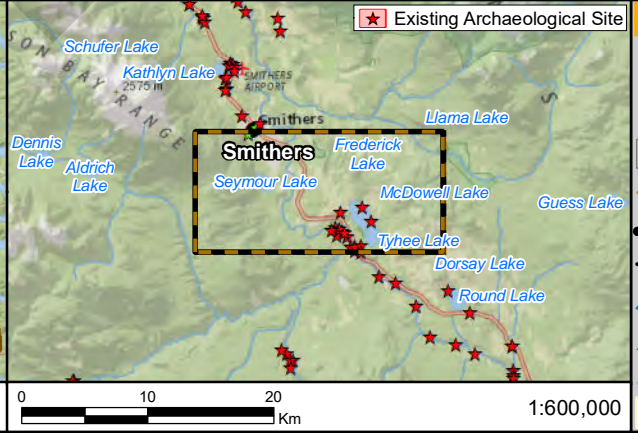 Existing Archaeological Site
SON BAY RANGE
Schufer Lake
Kathlyn Lake
2575 m
SMITHERS
AIRPORT
Smithers
Llama Lake
S
Dennis
Lake
Aldrich
Lake
Smithers
Frederick
Lake
Seymour Lake
McDowell Lake
Guess Lake
Tyhee Lake
Dorsay Lake
Round Lake
0 10 20
Km
1:600,000